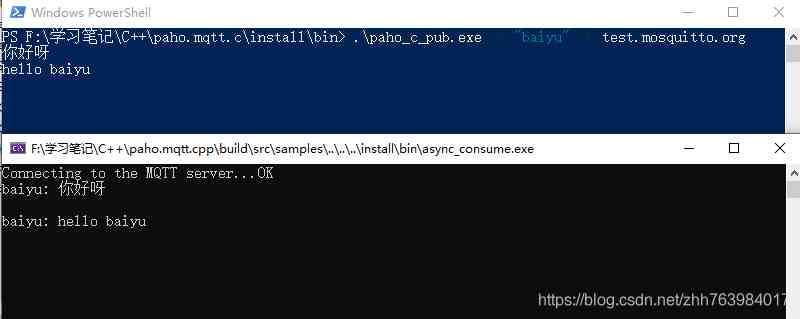 Windows PowerShell
PS F:\学习笔记\C++\paho.mqtt.c\install\bin> .\paho_c_pub.exe "baiyu" test.mosquitto.org
你好呀
hello baiyu
F:\学习笔记\C++\paho.mqtt.cpp\build\src\samples\..\..\..\install\bin\async_consume.exe
Connecting to the MQTT server...OK
baiyu: 你好呀
baiyu: hello baiyu
https://blog.csdn.net/zhh763984017